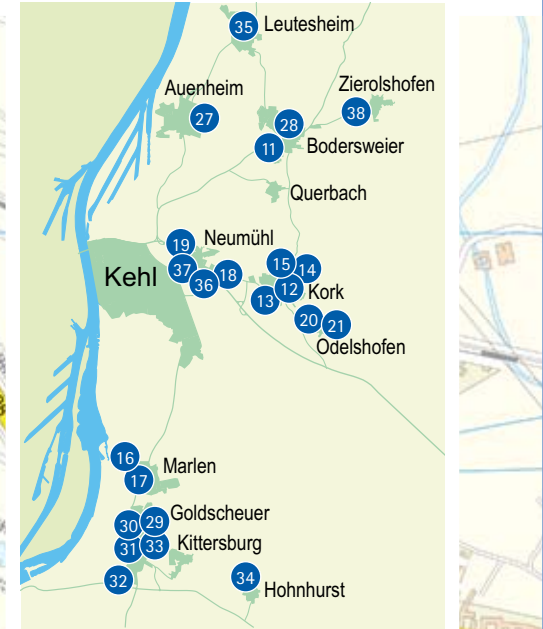 35 Leutesheim
Auenheim
Zierolshofen
27
28
38
11
Bodersweier
Querbach
19
Neumühl
Kehl
37
36
18
15
14
12
13
Kork
20
21
Odelshofen
16
17
Marlen
30
29
Goldscheuer
31
33
Kittersburg
32
34
Hohnhurst